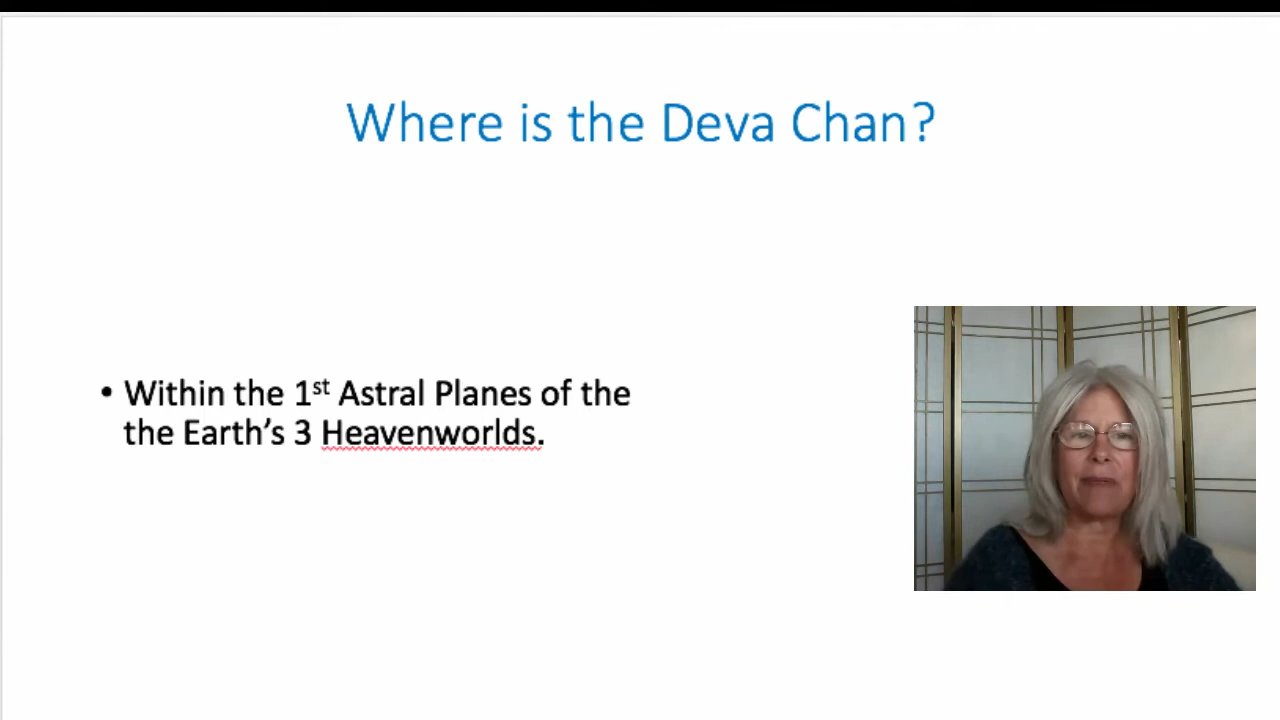 Where is the Deva Chan?
• Within the 1st Astral Planes of the
the Earth's 3 Heavenworlds.